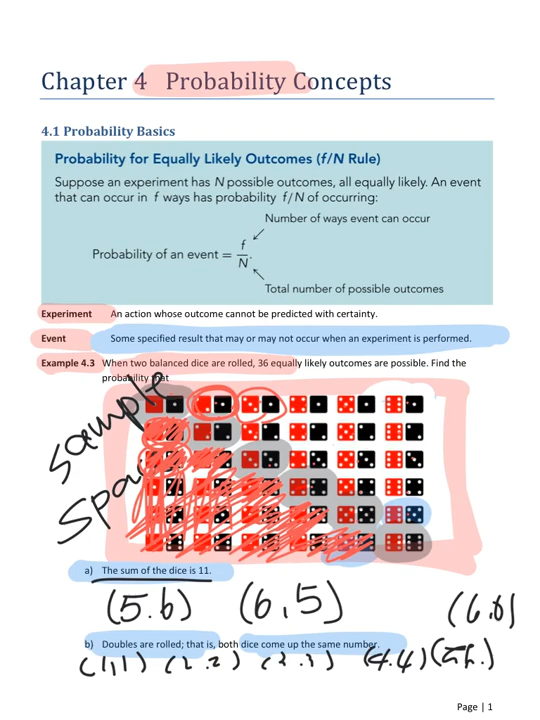 Chapter 4 Probability Concepts
4.1 Probability Basics
Probability for Equally Likely Outcomes (f/N Rule)
Suppose an experiment has N possible outcomes, all equally likely. An event
that can occur in f ways has probability f/N of occurring:
Number of ways event can occur
Probability of an event = f/N.
Total number of possible outcomes
Experiment An action whose outcome cannot be predicted with certainty.
Event Some specified result that may or may not occur when an experiment is performed.
Example 4.3 When two balanced dice are rolled, 36 equally likely outcomes are possible. Find the
probability that
Sample
a) The sum of the dice is 11.
(5.6) (6,5) (6.6)
b) Doubles are rolled; that is, both dice come up the same number.
(1,1) (2.2) (3.3) (4.4)
Page | 1